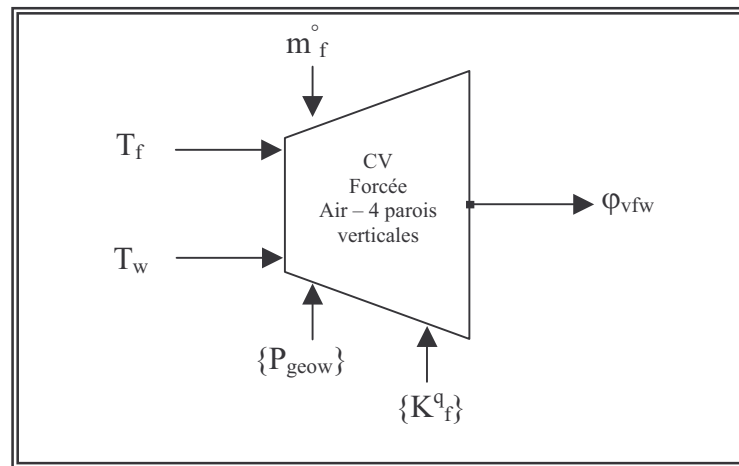 m°f
Tf
CV
Forcée
Air – 4 parois
verticales
φvfw
Tw
{Pgeow}
{Kqf}